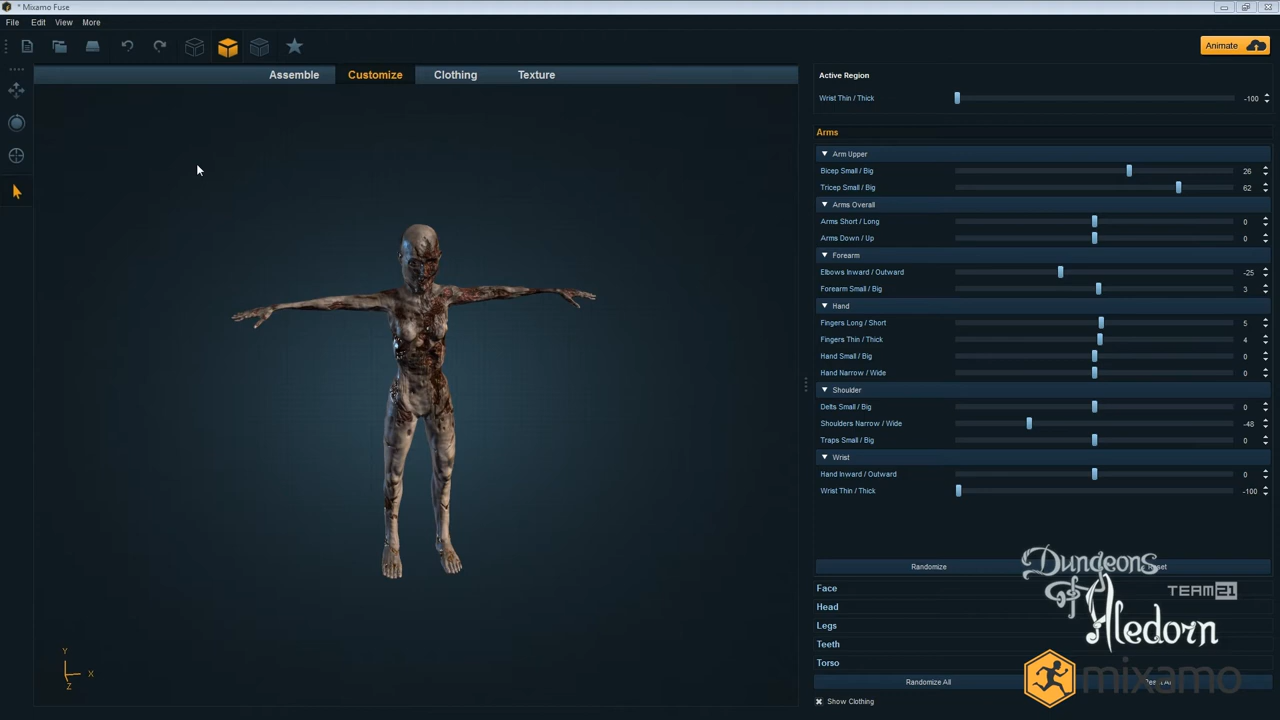 * Mixamo Fuse
File Edit View More
Animate
Assemble Customize Clothing Texture
Active Region
Wrist Thin / Thick -100
Arms
Arm Upper
Bicep Small / Big 26
Tricep Small / Big 62
Arms Overall
Arms Short / Long 0
Arms Down / Up 0
Forearm
Elbows Inward / Outward -25
Forearm Small / Big 3
Hand
Fingers Long / Short 5
Fingers Thin / Thick 4
Hand Small / Big 0
Hand Narrow / Wide 0
Shoulder
Delts Small / Big 0
Shoulders Narrow / Wide -48
Traps Small / Big 0
Wrist
Hand Inward / Outward 0
Wrist Thin / Thick -100
Randomize
Face
Head
Legs
Teeth
Torso
Randomize All
Show Clothing
Dungeons
of Aledorn
TEAM21
mixamo
Y
X
Z